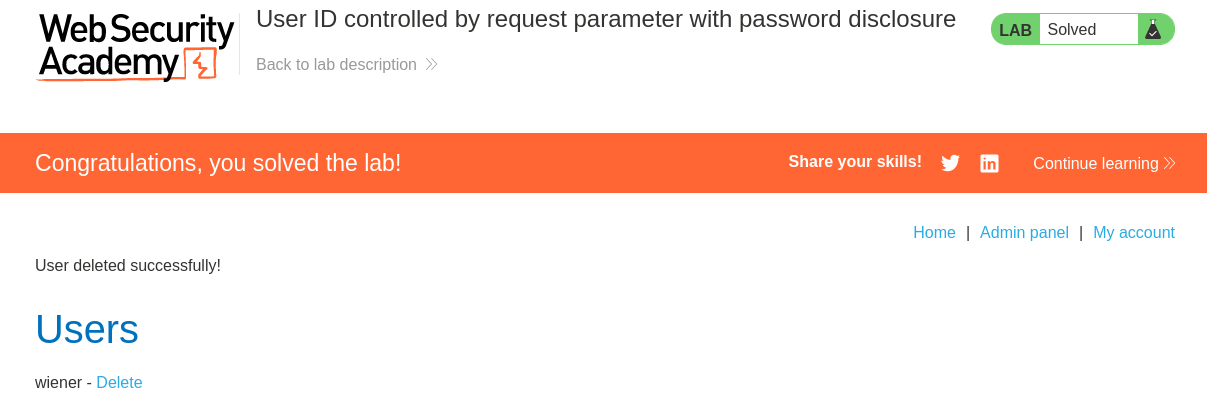 Web Security
Academy
User ID controlled by request parameter with password disclosure
Back to lab description
LAB Solved
Congratulations, you solved the lab!
Share your skills!
Continue learning
Home | Admin panel | My account
User deleted successfully!
Users
wiener - Delete